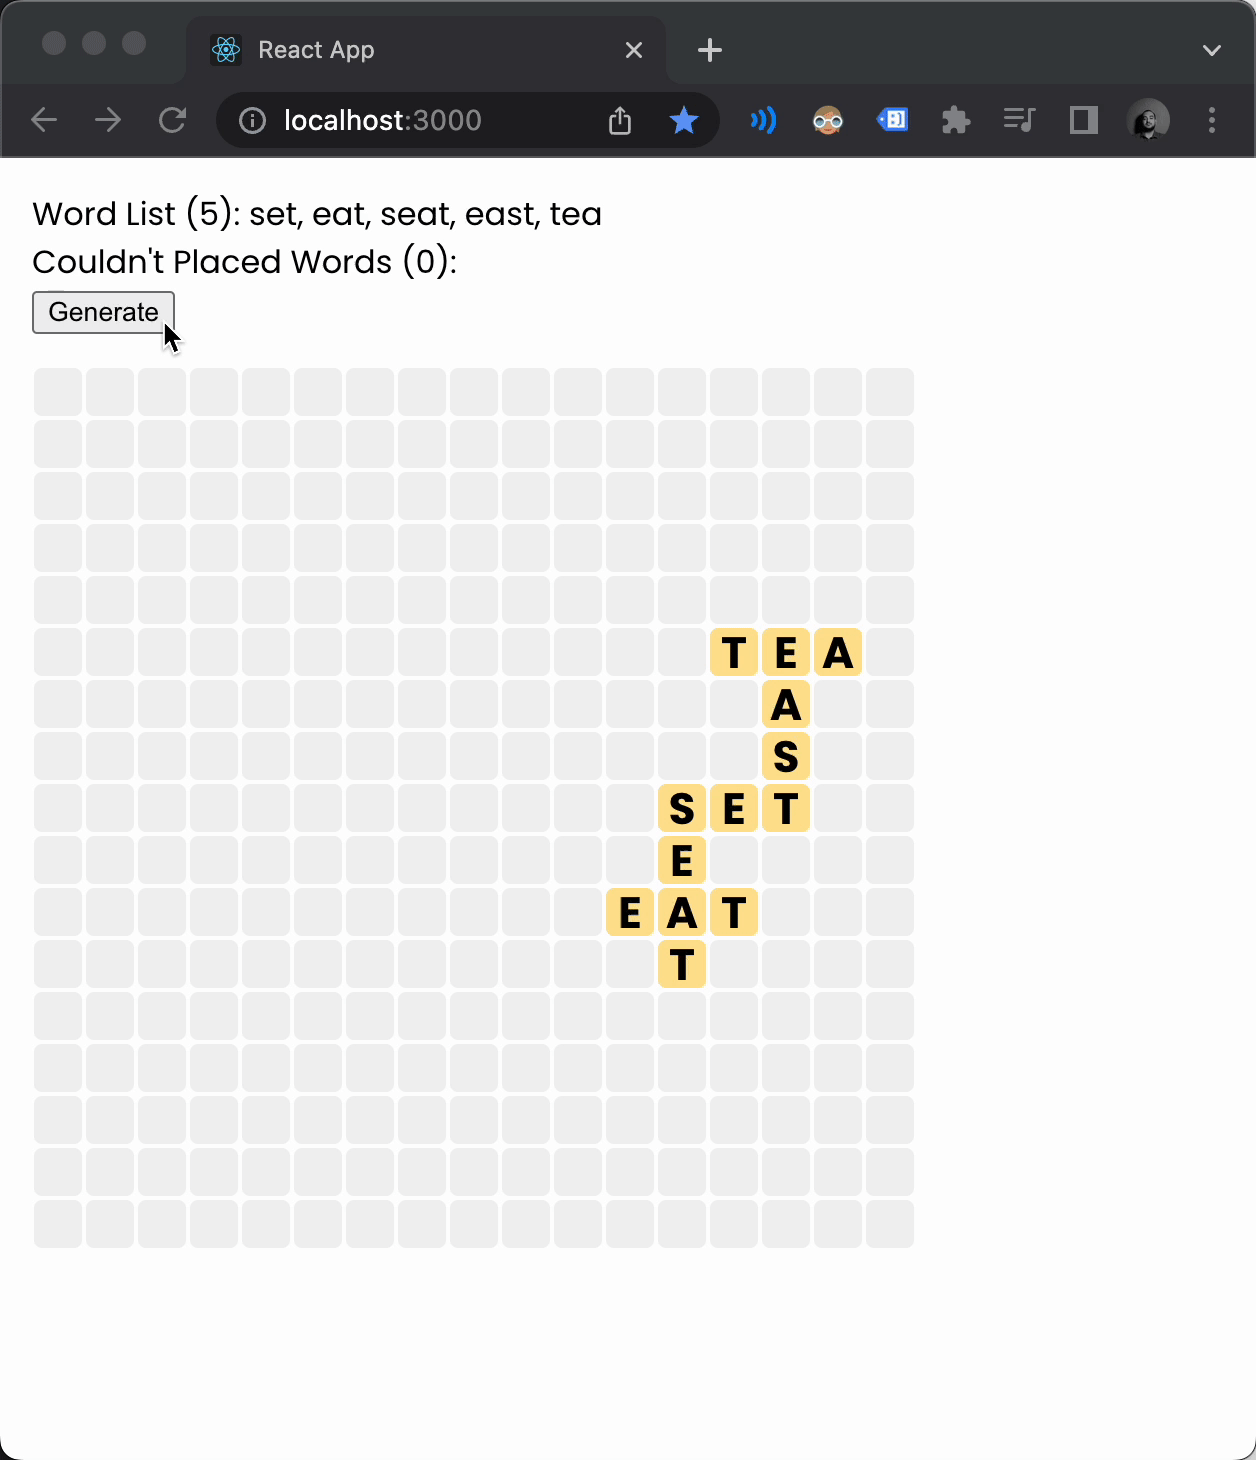 React App
localhost:3000
Word List (5): set, eat, seat, east, tea
Couldn't Placed Words (0):
Generate
T E A
A
S
S E T
E
E A T
T